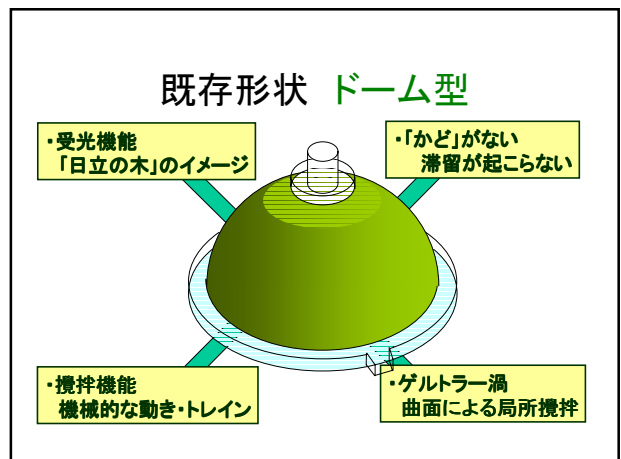 既存形状 ドーム型
・受光機能
「日立の木」のイメージ
・「かど」がない
滞留が起こらない
・攪拌機能
機械的な動き・トレイン
・ゲルトラー渦
曲面による局所攪拌